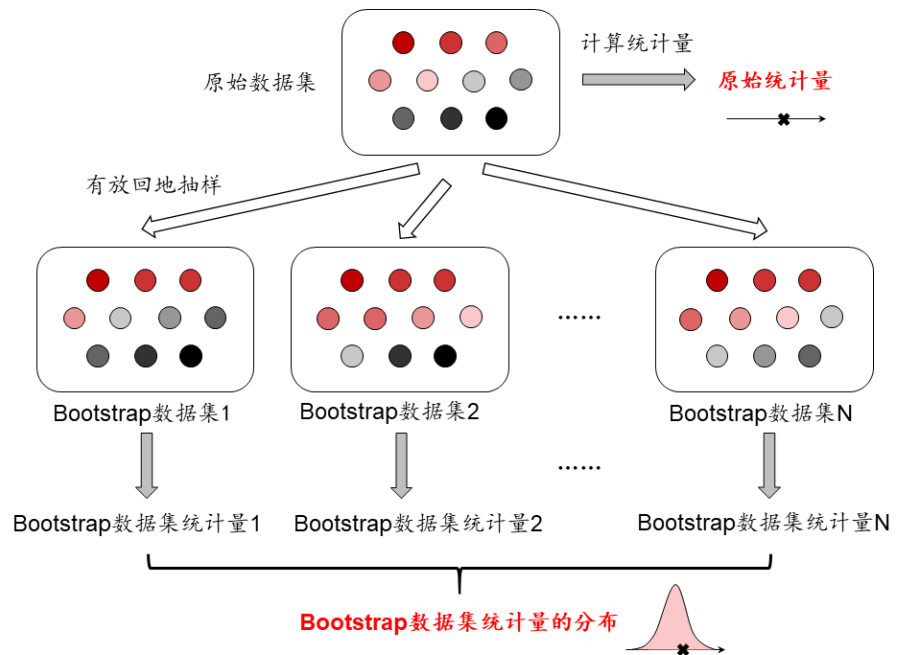 计算统计量
原始数据集
原始统计量
有放回地抽样
……
Bootstrap数据集1
Bootstrap数据集2
Bootstrap数据集N
……
Bootstrap数据集统计量1
Bootstrap数据集统计量2
Bootstrap数据集统计量N
Bootstrap数据集统计量的分布